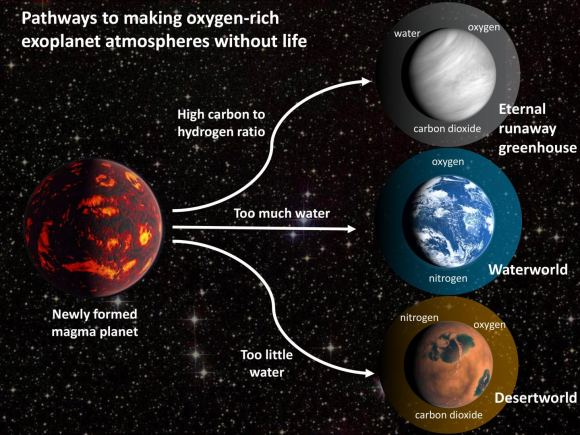 Pathways to making oxygen-rich
exoplanet atmospheres without life
water
oxygen
carbon dioxide
High carbon to
hydrogen ratio
Eternal
runaway
greenhouse
oxygen
nitrogen
Too much water
Waterworld
Newly formed
magma planet
nitrogen
oxygen
carbon dioxide
Too little
water
Desertworld